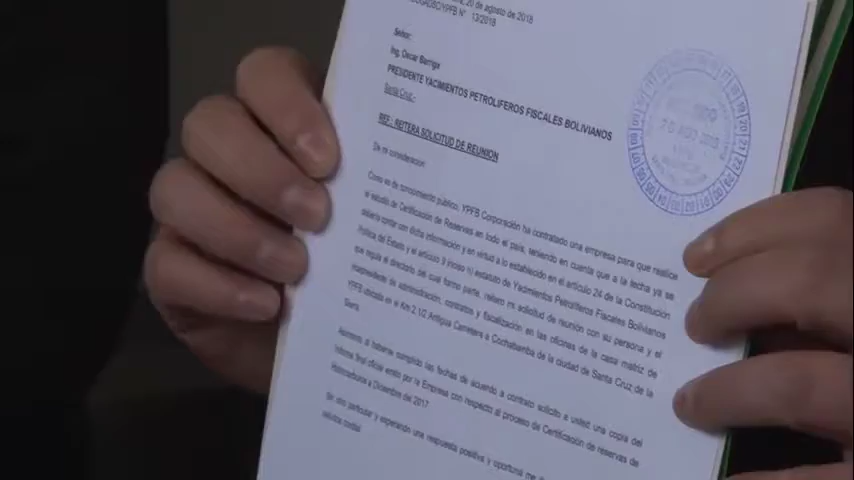 20 de agosto de 2018
YPFB N° 13/2018
Señor:
Ing. Oscar Barriga
PRESIDENTE YACIMIENTOS PETROLIFEROS FISCALES BOLIVIANOS
Santa Cruz.-
REF.: REITERA SOLICITUD DE REUNION
De mi consideración:
Como es de conocimiento público, YPFB Corporación ha contratado una empresa para que realice
el estudio de Certificación de Reservas en todo el país, teniendo en cuenta que a la fecha ya se
debería contar con dicha información y en virtud a lo establecido en el artículo 24 de la Constitución
Política del Estado y el artículo 9 inciso n) estatuto de Yacimientos Petrolíferos Fiscales Bolivianos
que regula el directorio del cual formo parte, reitero mi solicitud de reunión con su persona y el
vicepresidente de administración, contratos y fiscalización en las oficinas de la casa matriz de
YPFB ubicada en el Km 2 1/2 Antigua Carretera a Cochabamba de la ciudad de Santa Cruz de la
Sierra.
Asimismo al haberse cumplido las fechas de acuerdo a contrato solicito a usted una copia del
Informe final oficial emitido por la Empresa con respecto al proceso de Certificación de reservas de
Hidrocarburos a Diciembre del 2017.
Sin otro particular y esperando una respuesta positiva y oportuna me
saludos cordial